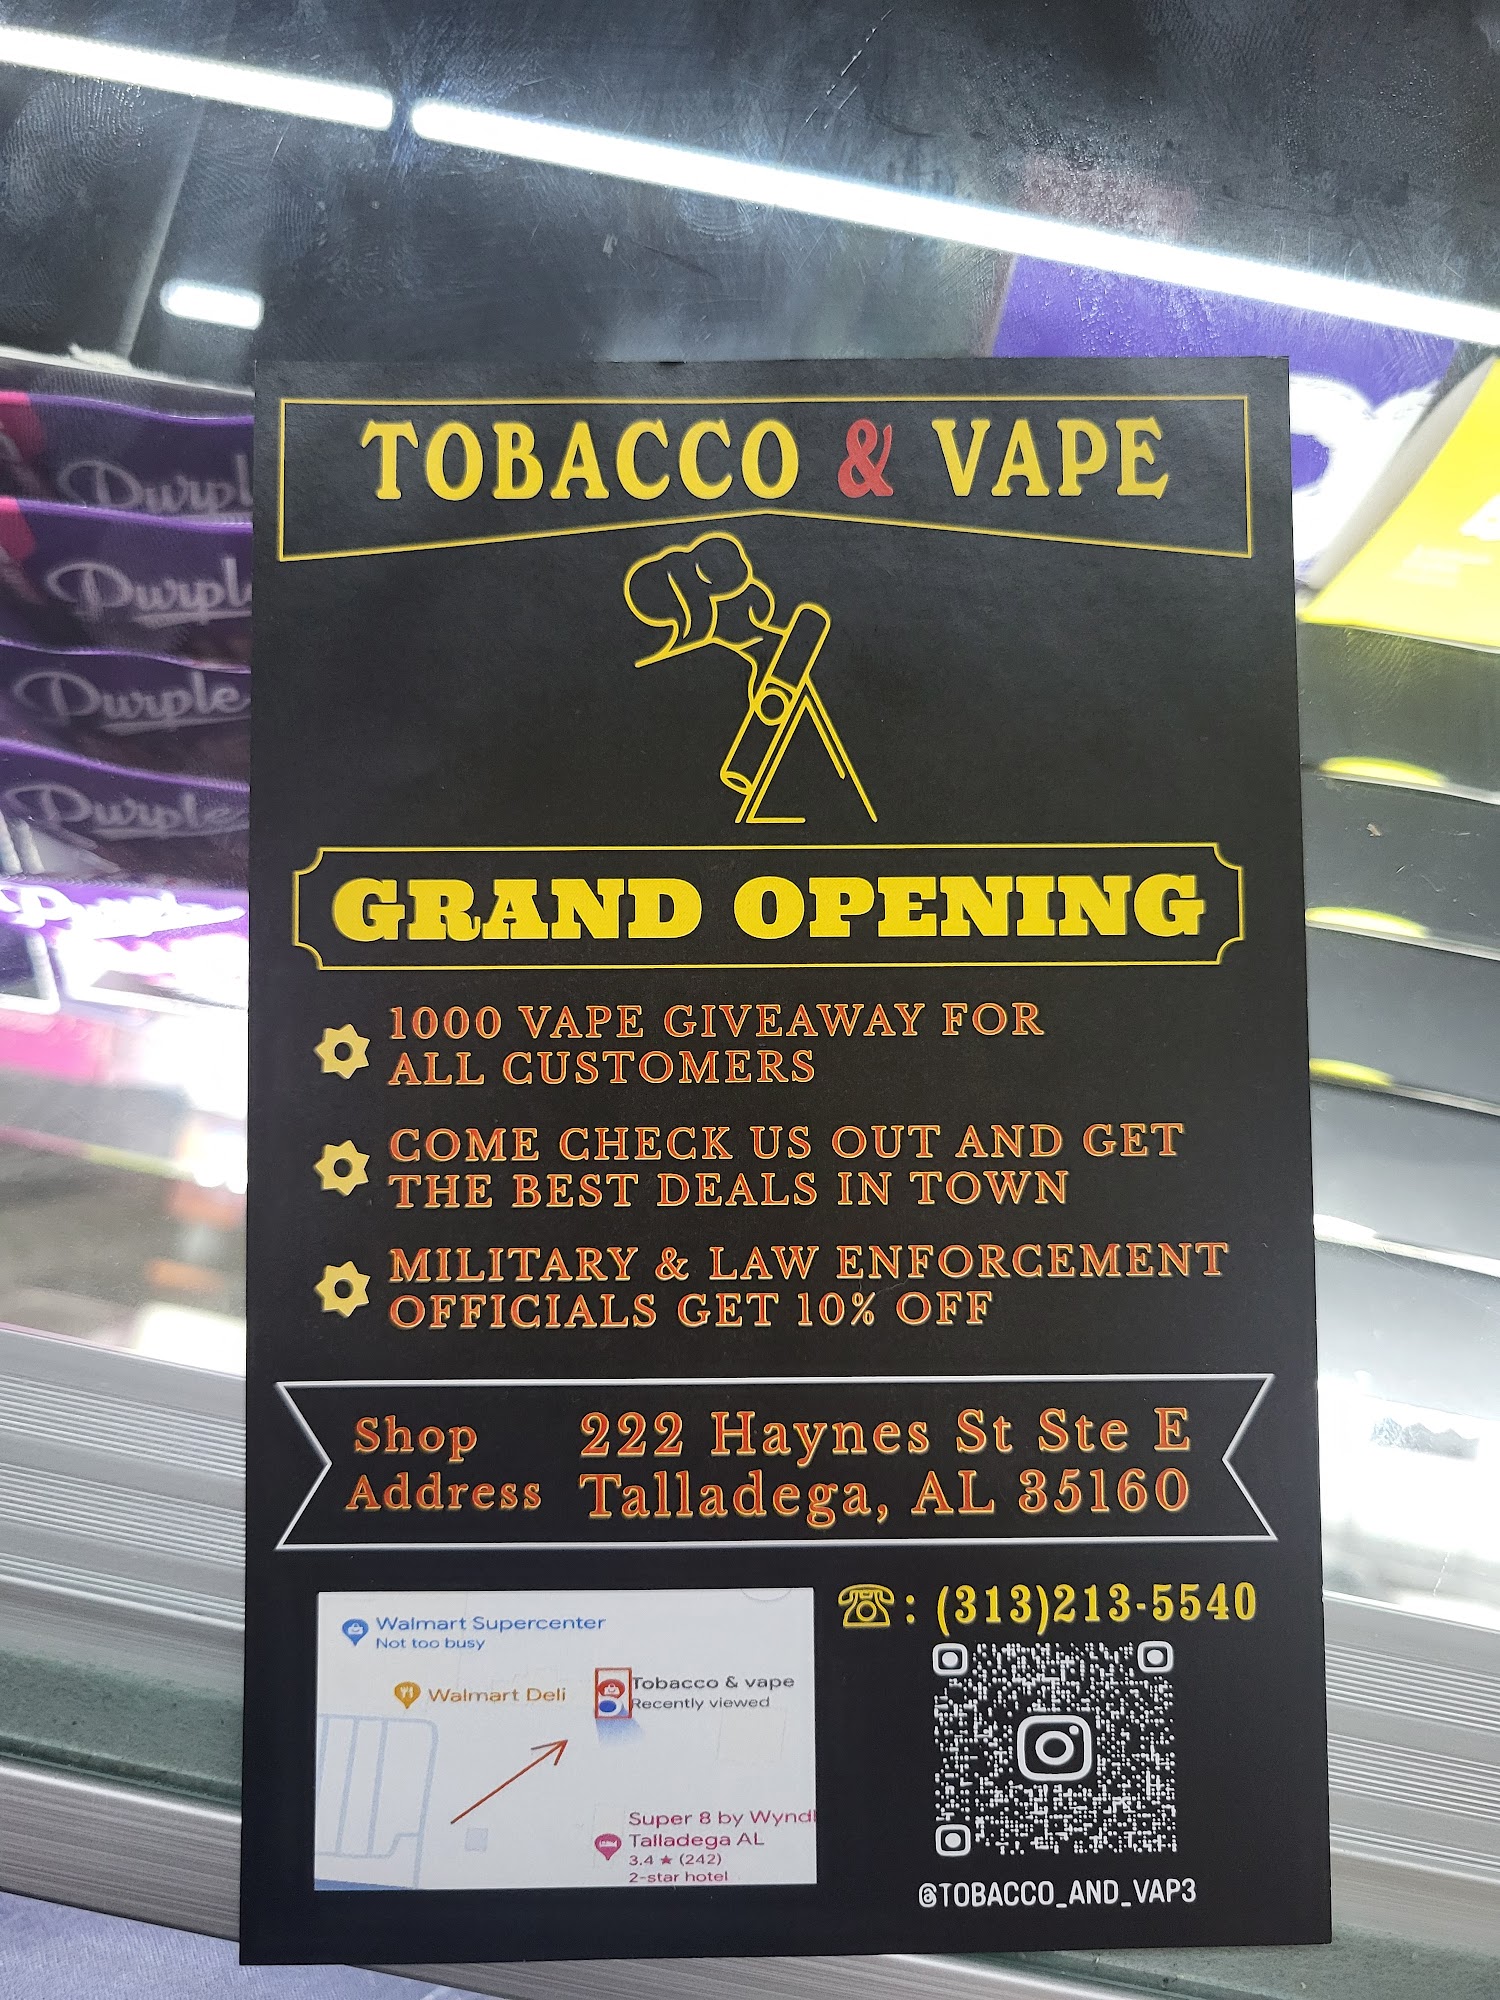 TOBACCO & VAPE
GRAND OPENING
1000 VAPE GIVEAWAY FOR
ALL CUSTOMERS
COME CHECK US OUT AND GET
THE BEST DEALS IN TOWN
MILITARY & LAW ENFORCEMENT
OFFICIALS GET 10% OFF
Shop
Address
222 Haynes St Ste E
Talladega, AL 35160
Walmart Supercenter
Not too busy
Walmart Deli
Tobacco & vape
Recently viewed
Super 8 by Wyndh
Talladega AL
3.4 ★ (242)
2-star hotel
☎: (313)213-5540
@TOBACCO_AND_VAP3
Purpl
Purple
Purple
Purple